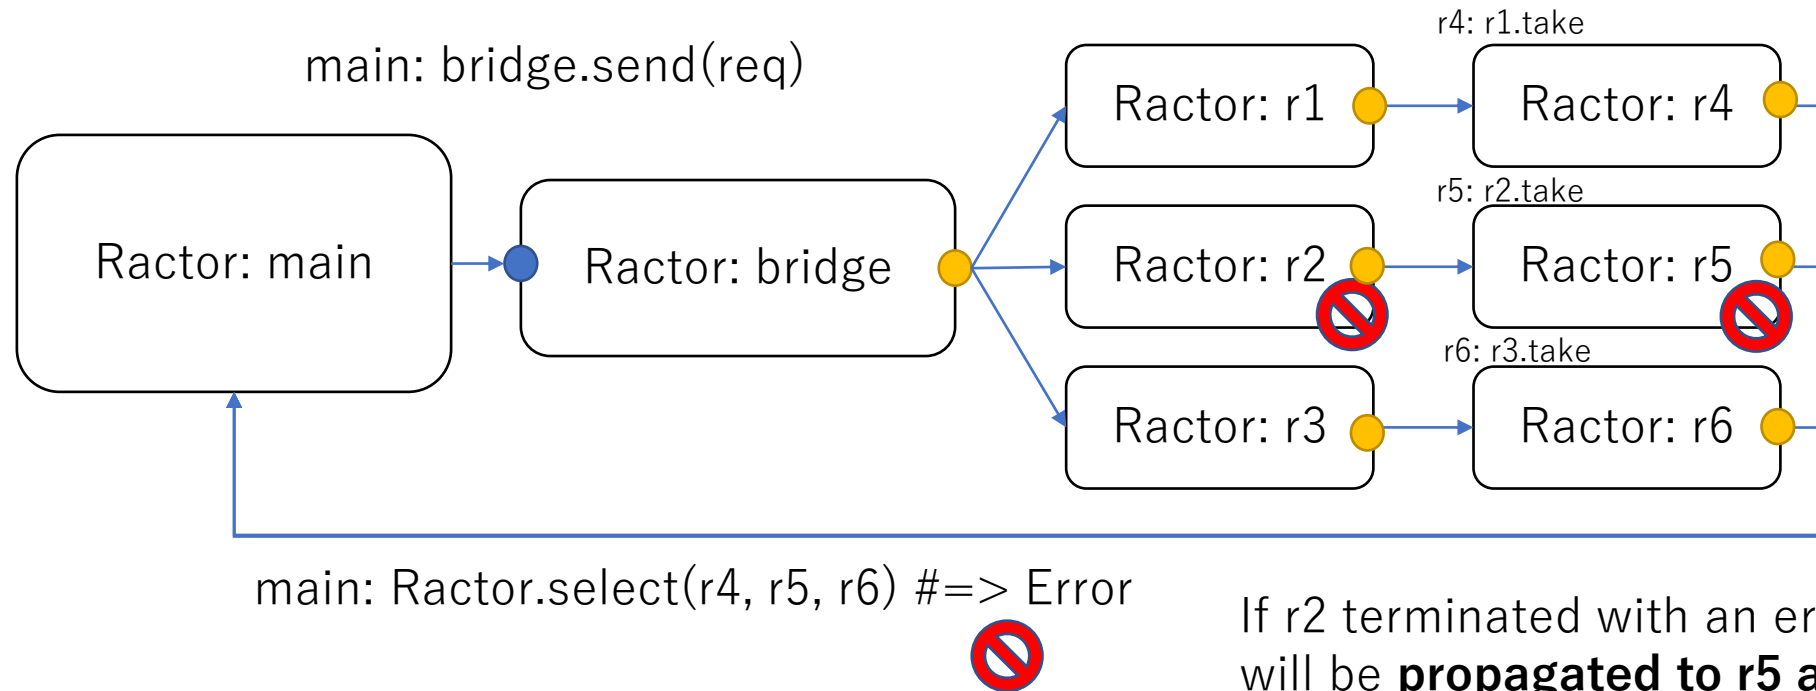 main: bridge.send(req)
r4: r1.take
Ractor: r1
Ractor: r4
Ractor: main
Ractor: bridge
r5: r2.take
Ractor: r2
Ractor: r5
r6: r3.take
Ractor: r3
Ractor: r6
main: Ractor.select(r4, r5, r6) #=> Error
If r2 terminated with an
will be propagated to r5